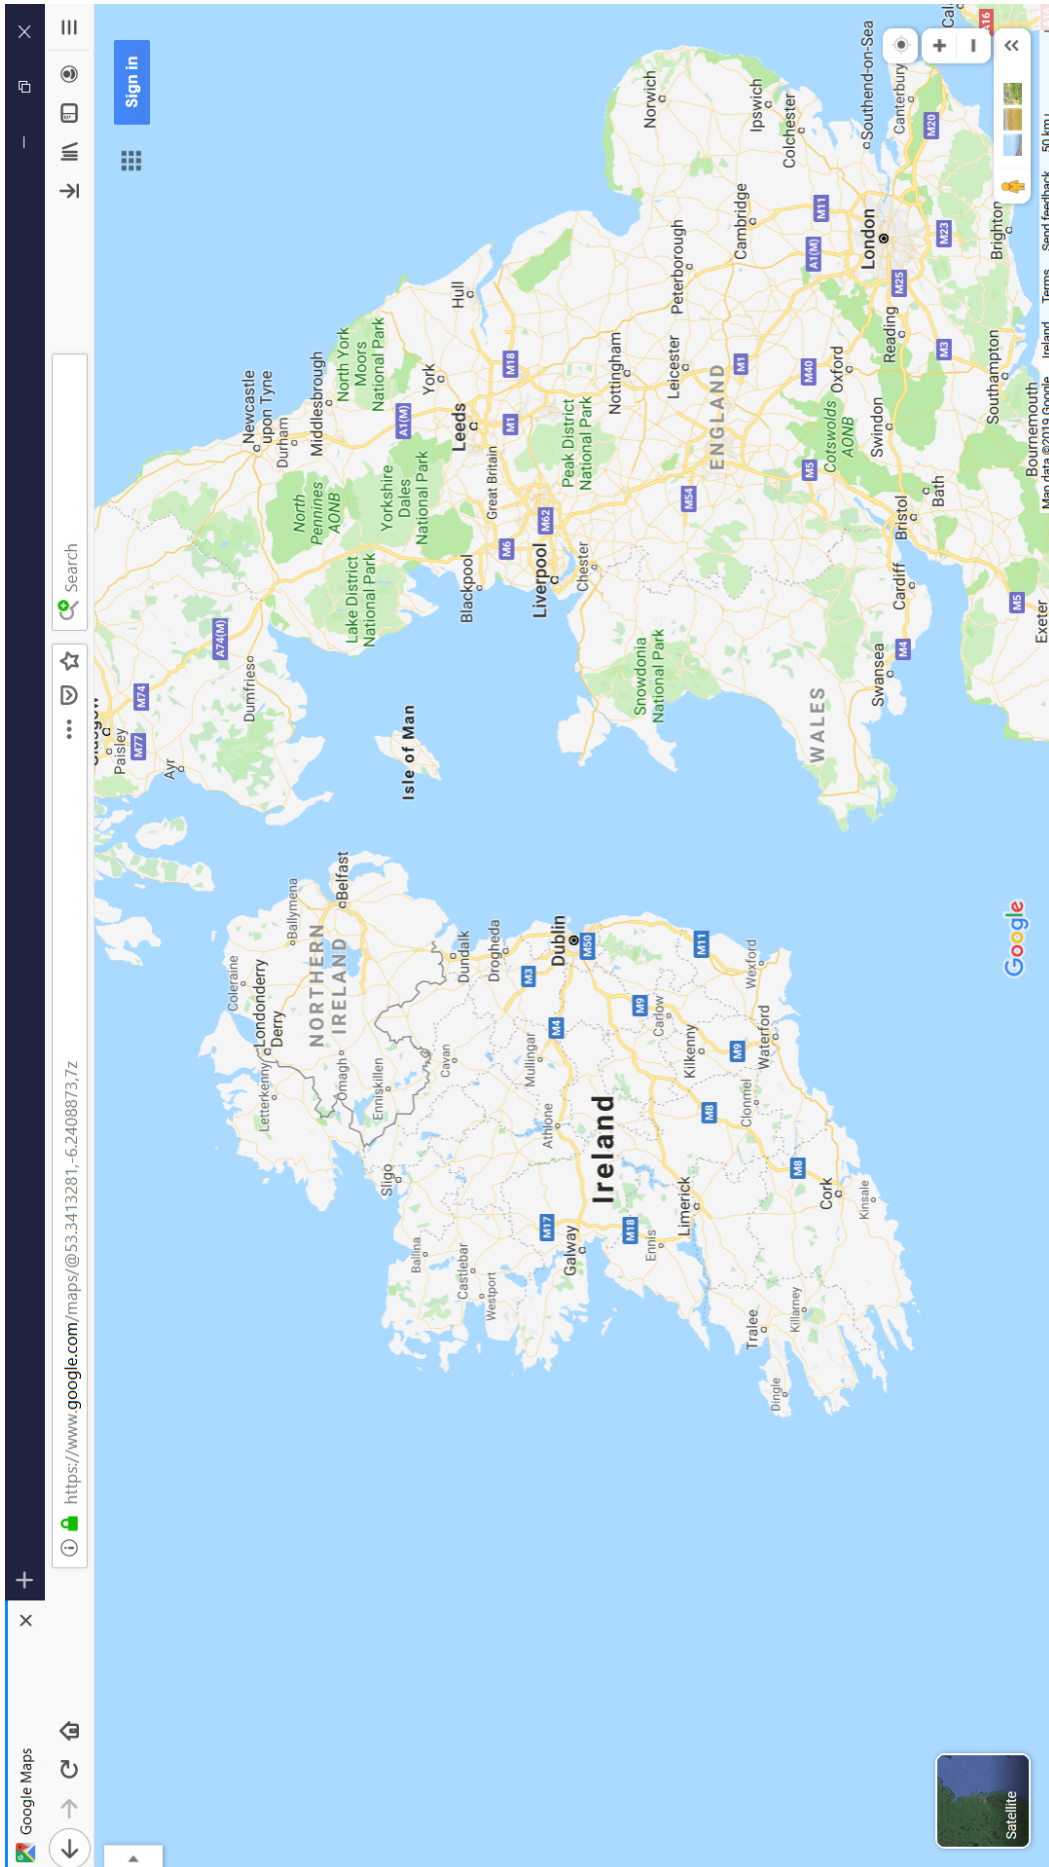 Google Maps
https://www.google.com/maps/@53.3413281,-6.2408873,7z
Search
Sign in
Paisley
M77
M74
Ayr
A74(M)
Dumfries
Newcastle
upon Tyne
Durham
Middlesbrough
North
Pennines
AONB
North York
Moors
National Park
Lake District
National Park
Yorkshire
Dales
National Park
A1(M)
York
Hull
Isle of Man
Blackpool
Leeds
Great Britain
M6
M1
M18
M62
Liverpool
Chester
Peak District
National Park
Nottingham
Snowdonia
National Park
Norwich
Leicester
Peterborough
M54
ENGLAND
M1
Cambridge
Ipswich
Colchester
WALES
M5
Cotswolds
AONB
M40
Oxford
A1(M)
M11
London
Southend-on-Sea
Swansea
M4
Cardiff
Bristol
Bath
Swindon
Reading
M25
M3
M23
M20
Canterbury
Cal
A16
Brighton
Southampton
Bournemouth
M5
Exeter
Coleraine
Ballymena
Londonderry
Derry
Letterkenny
NORTHERN
IRELAND
Belfast
Omagh
Enniskillen
Sligo
Cavan
Dundalk
Drogheda
Ballina
Castlebar
Westport
Mullingar
M3
Dublin
M50
M4
Athlone
M17
Galway
Ireland
M18
Ennis
Limerick
M9
Carlow
Kilkenny
M11
M9
M8
Clonmel
Waterford
Wexford
Tralee
Dingle
Killarney
M8
Cork
Kinsale
Satellite
Google
Map data ©2019 Google
Ireland
Terms
Send feedback
50 km